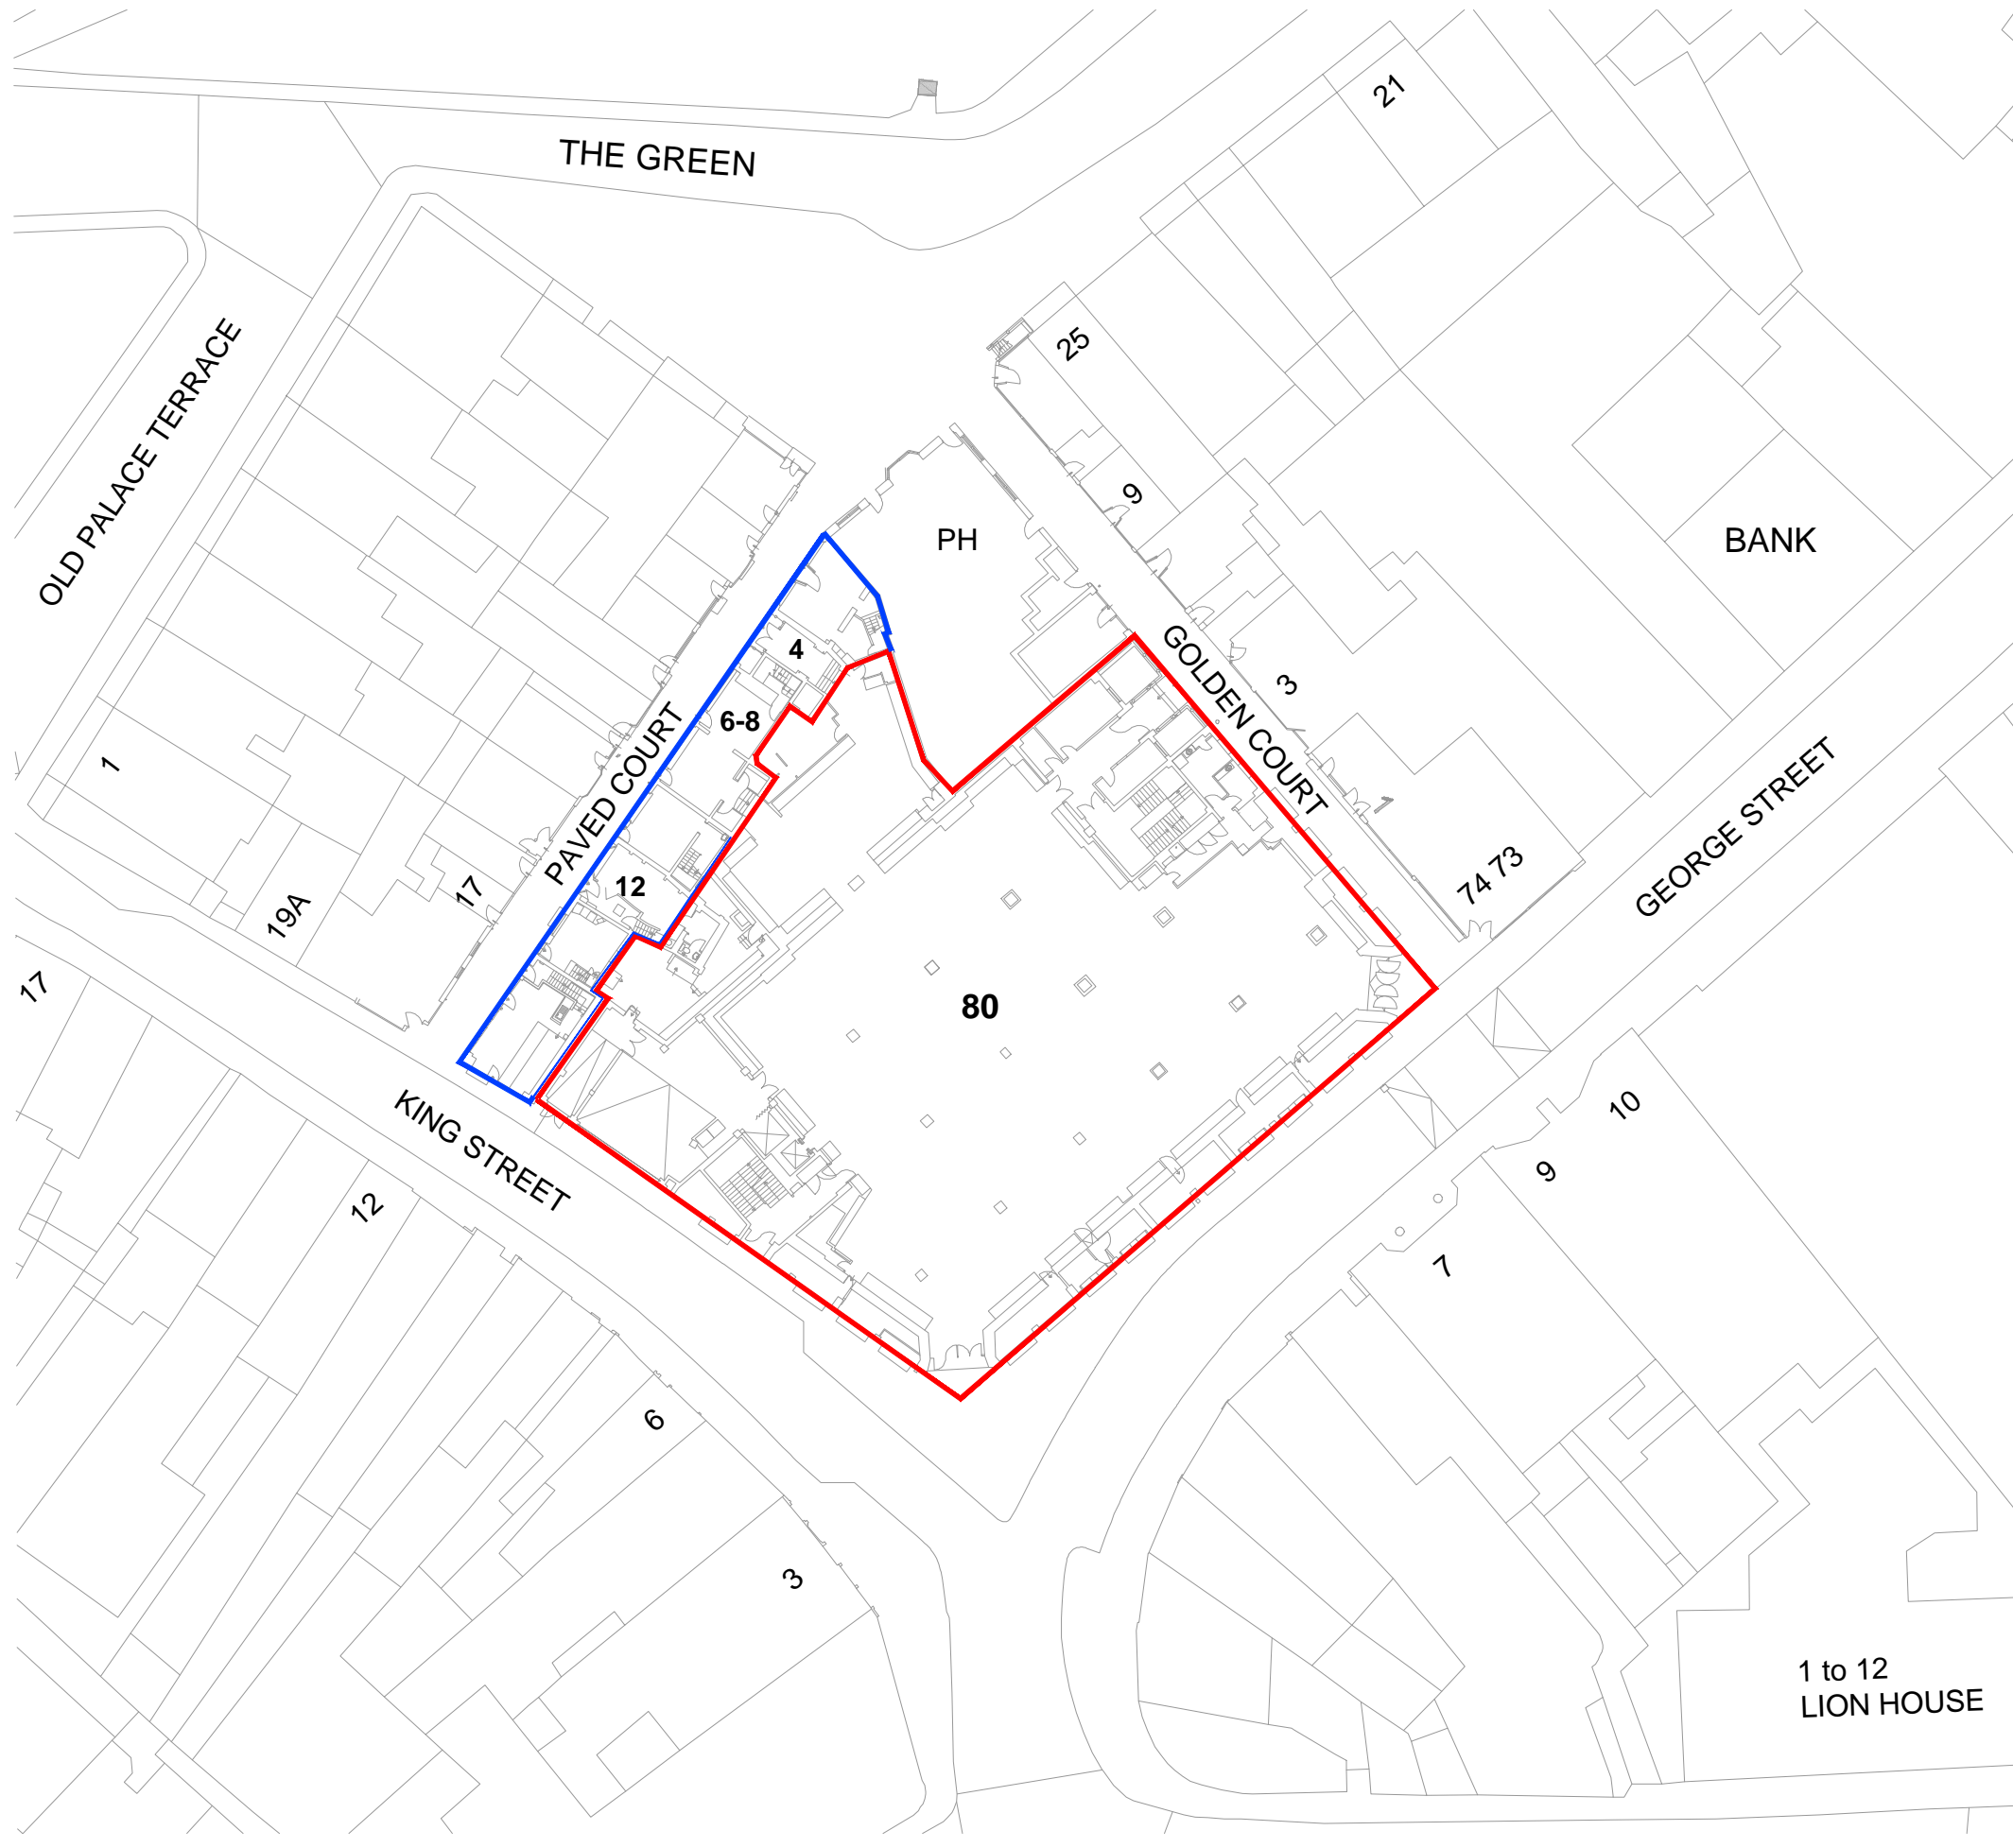 21
THE GREEN
OLD PALACE TERRACE
25
9
PH
BANK
4
GOLDEN COURT
3
6-8
PAVED COURT
1
1
GEORGE STREET
74 73
12
17
19A
17
80
KING STREET
10
9
12
7
6
3
1 to 12
LION HOUSE